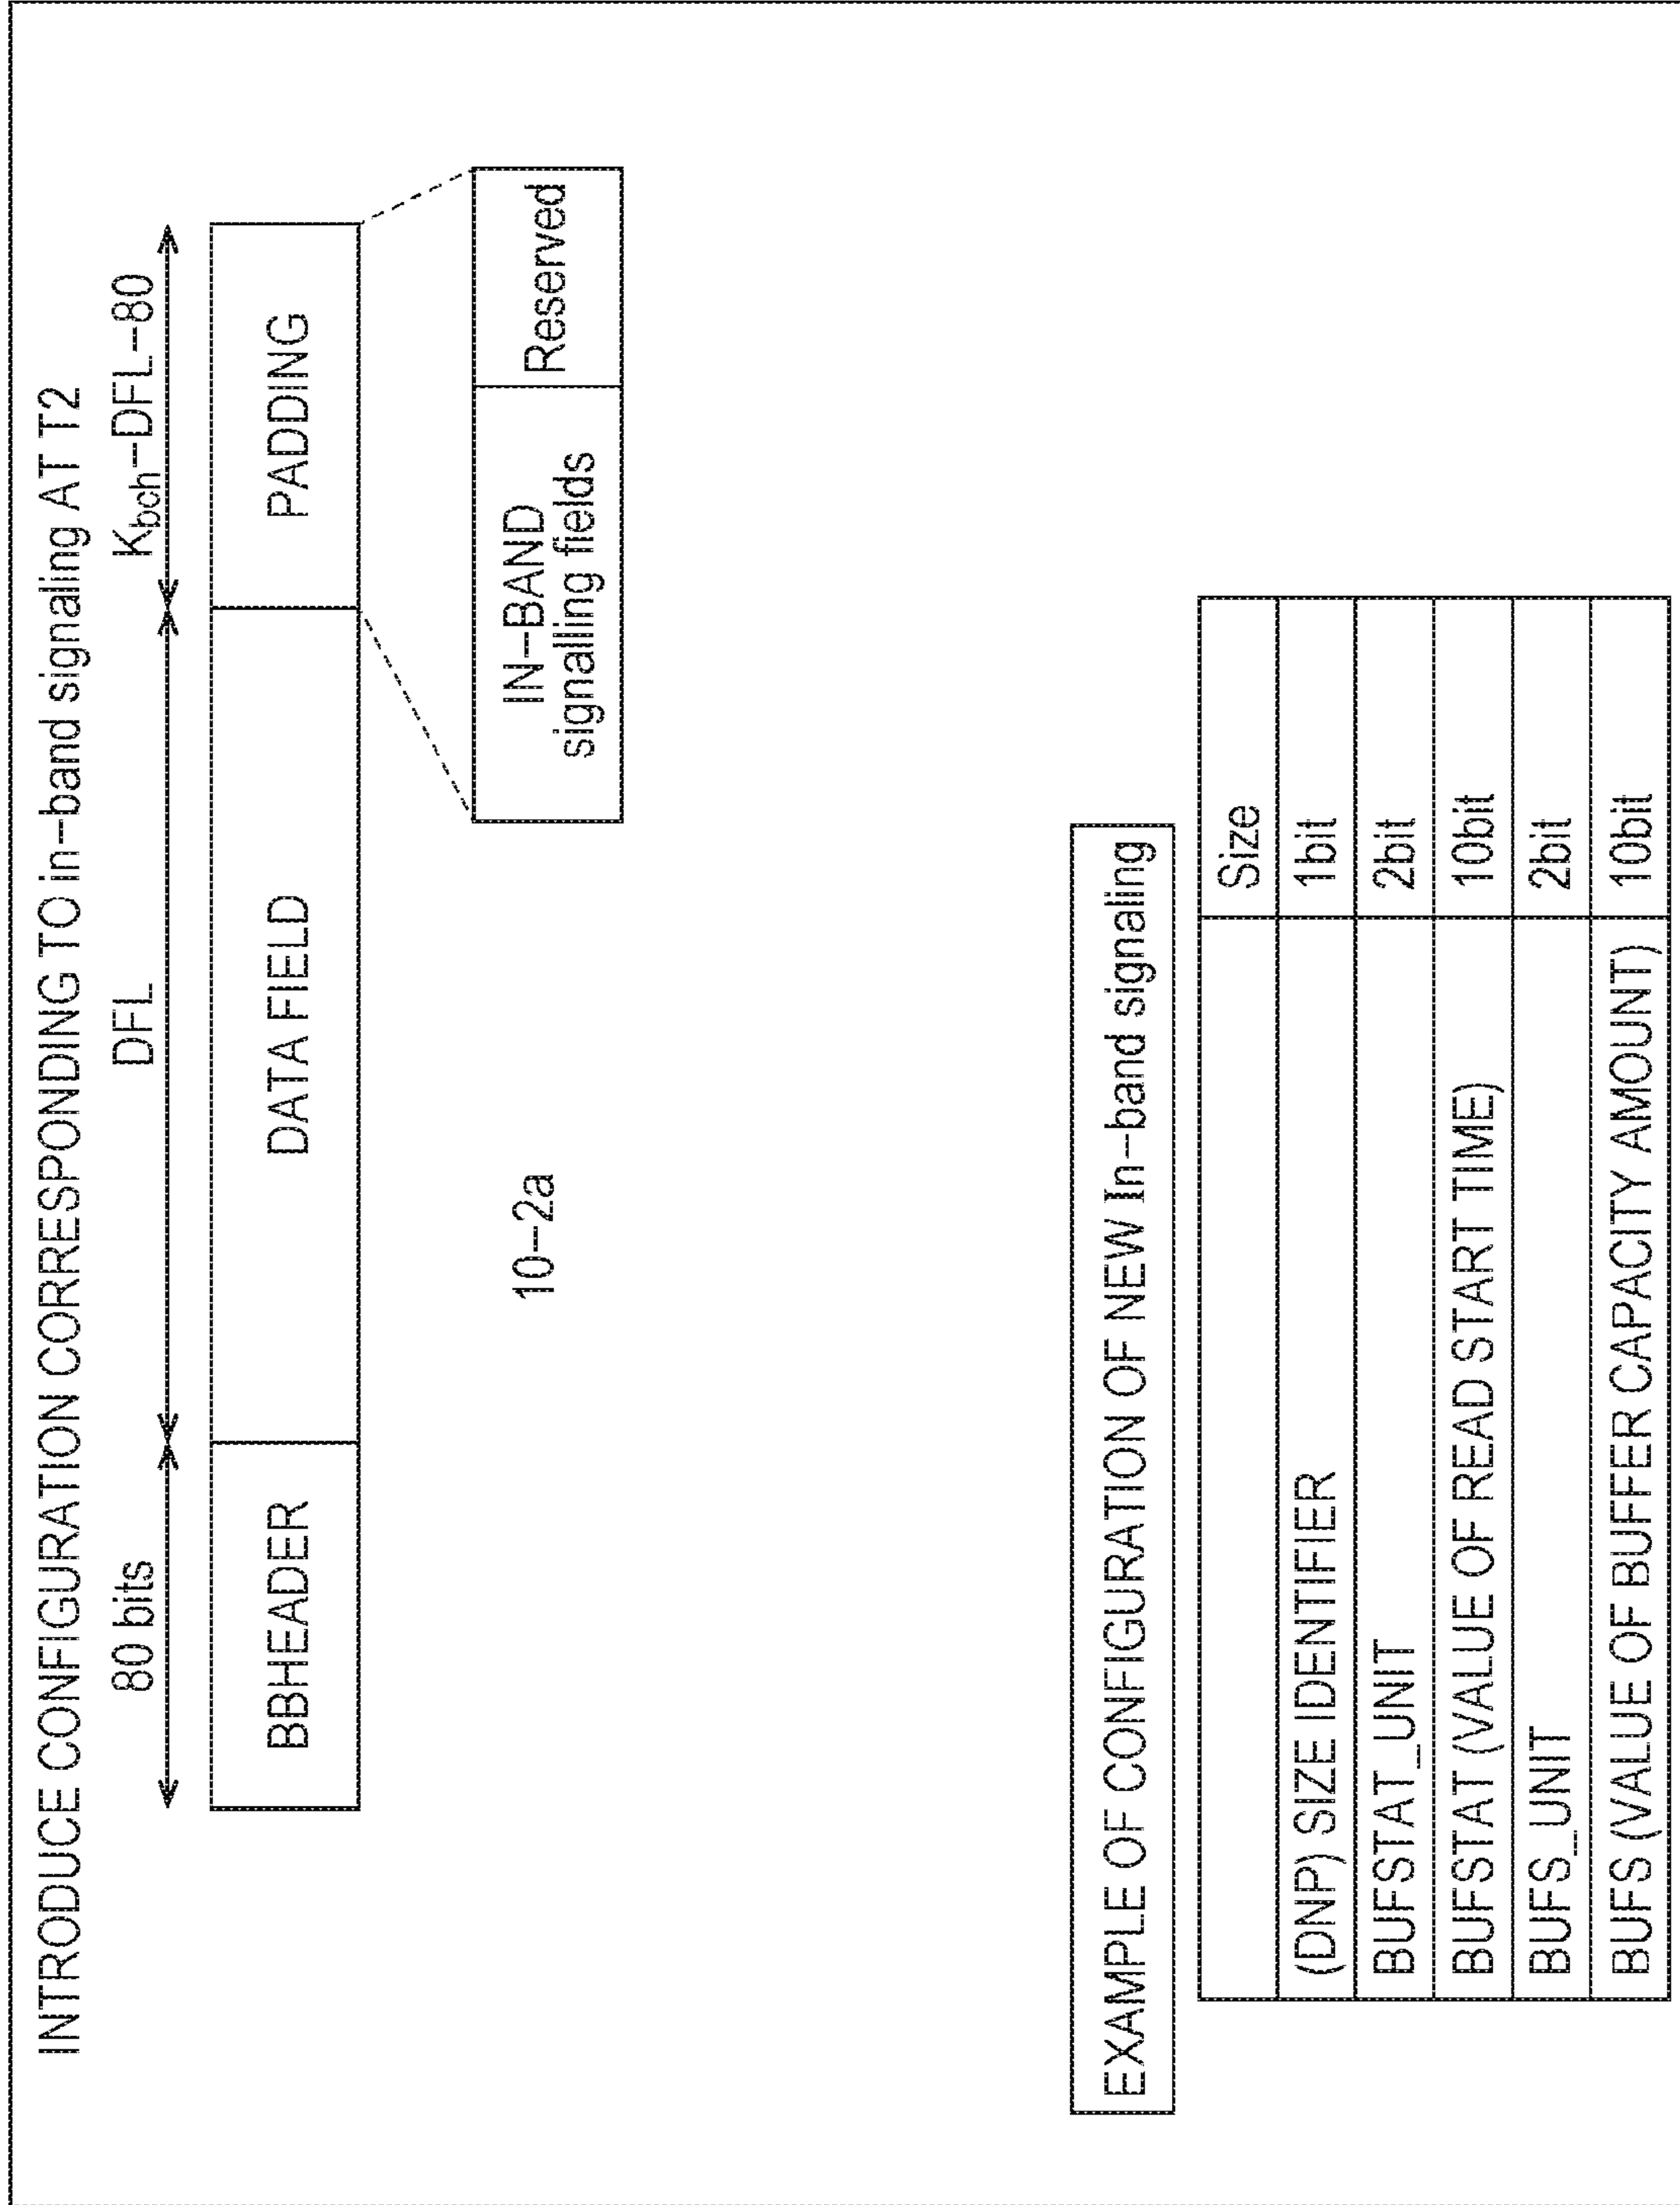 INTRODUCE CONFIGURATION CORRESPONDING TO in-band signaling AT T2
80 bits
DFL
Kbch-DFL-80
BBHEADER
DATA FIELD
PADDING
10-2a
IN-BAND
signalling fields
Reserved
EXAMPLE OF CONFIGURATION OF NEW In-band signaling
Size
(DNP) SIZE IDENTIFIER 1bit
BUFSTAT_UNIT 2bit
BUFSTAT (VALUE OF READ START TIME) 10bit
BUFS_UNIT 2bit
BUFS (VALUE OF BUFFER CAPACITY AMOUNT) 10bit